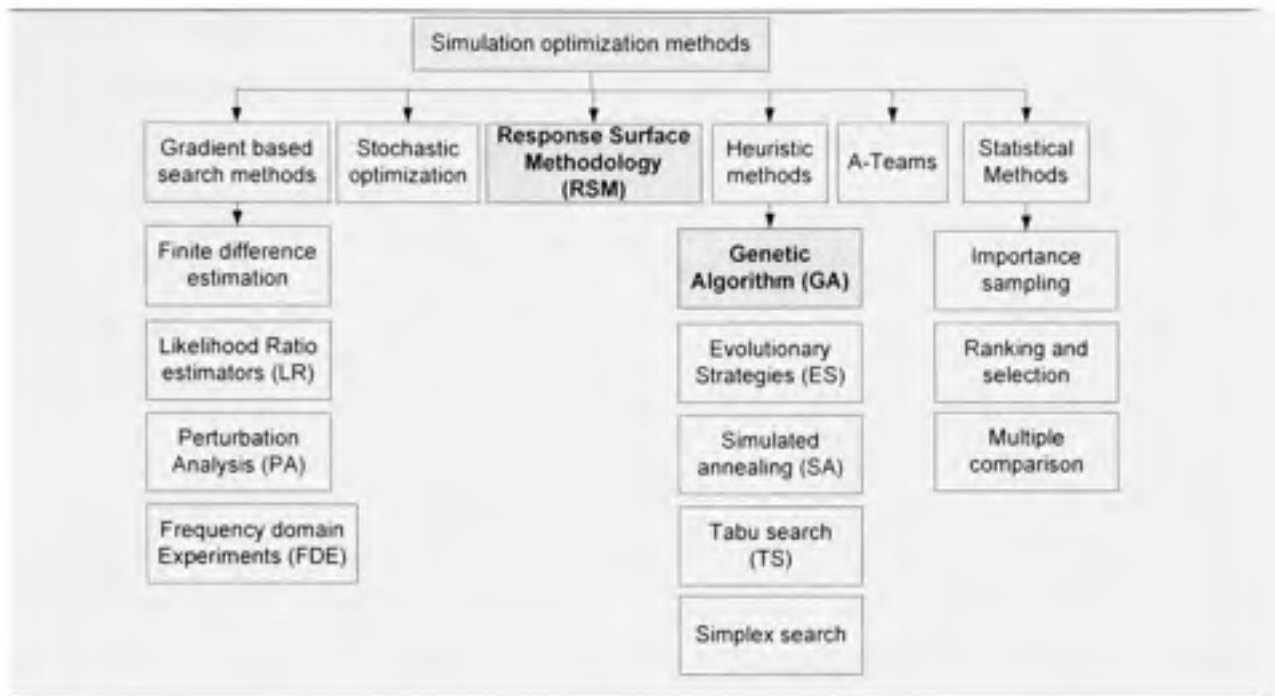 Simulation optimization methods
Gradient based
search methods
Stochastic
optimization
Response Surface
Methodology
(RSM)
Heuristic
methods
A-Teams
Statistical
Methods
Finite difference
estimation
Likelihood Ratio
estimators (LR)
Perturbation
Analysis (PA)
Frequency domain
Experiments (FDE)
Genetic
Algorithm (GA)
Evolutionary
Strategies (ES)
Simulated
annealing (SA)
Tabu search
(TS)
Simplex search
Importance
sampling
Ranking and
selection
Multiple
comparison